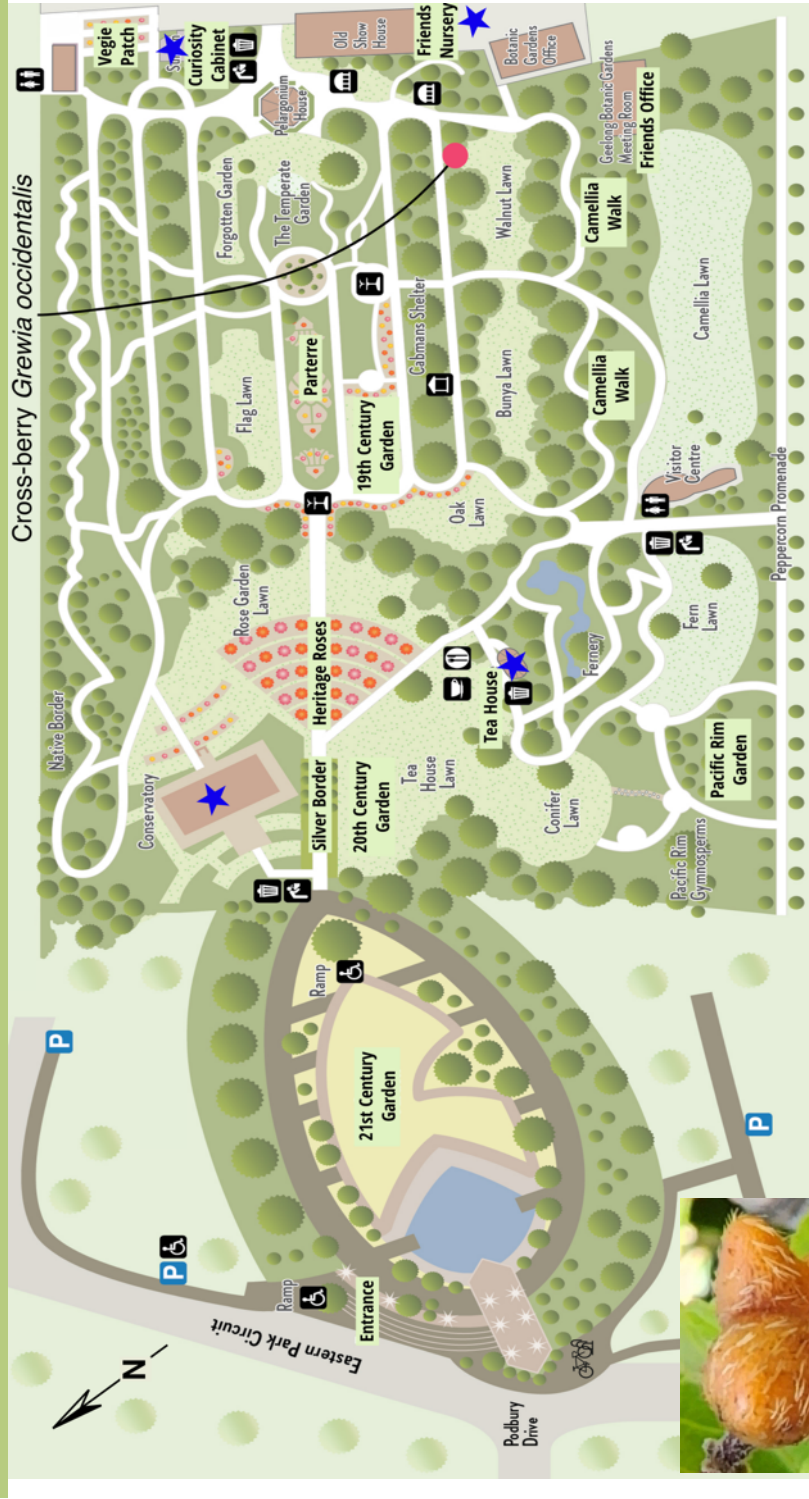 Cross-berry Grewia occidentalis
Vegie
Patch
Curiosity
Cabinet
Old
Show
House
Friends
Nursery
Botanic
Gardens
Office
Pelargonium
House
Geelong Botanic Gardens
Meeting Room
Friends Office
Forgotten Garden
The Temperate
Garden
Walnut Lawn
Camellia
Walk
Flag Lawn
Parterre
19th Century
Garden
Cabmans Shelter
Bunya Lawn
Camellia
Walk
Camellia Lawn
Oak
Lawn
Visitor
Centre
Peppercorn Promenade
Native Border
Rose Garden
Lawn
Heritage Roses
Tea House
Fernery
Fern
Lawn
Conservatory
Silver Border
20th Century
Garden
Tea
House
Lawn
Conifer
Lawn
Pacific Rim
Garden
Pacific Rim
Gymnosperms
Ramp
21st Century
Garden
P
P
P
Ramp
Entrance
Eastern Park Circuit
N
Podbury
Drive